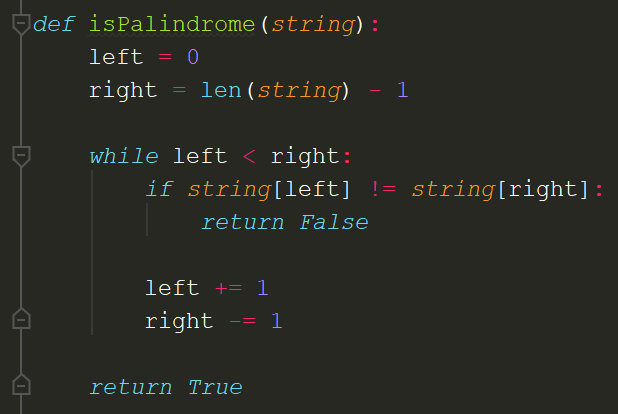 def isPalindrome(string):
    left = 0
    right = len(string) - 1

    while left < right:
        if string[left] != string[right]:
            return False

        left += 1
        right -= 1

    return True